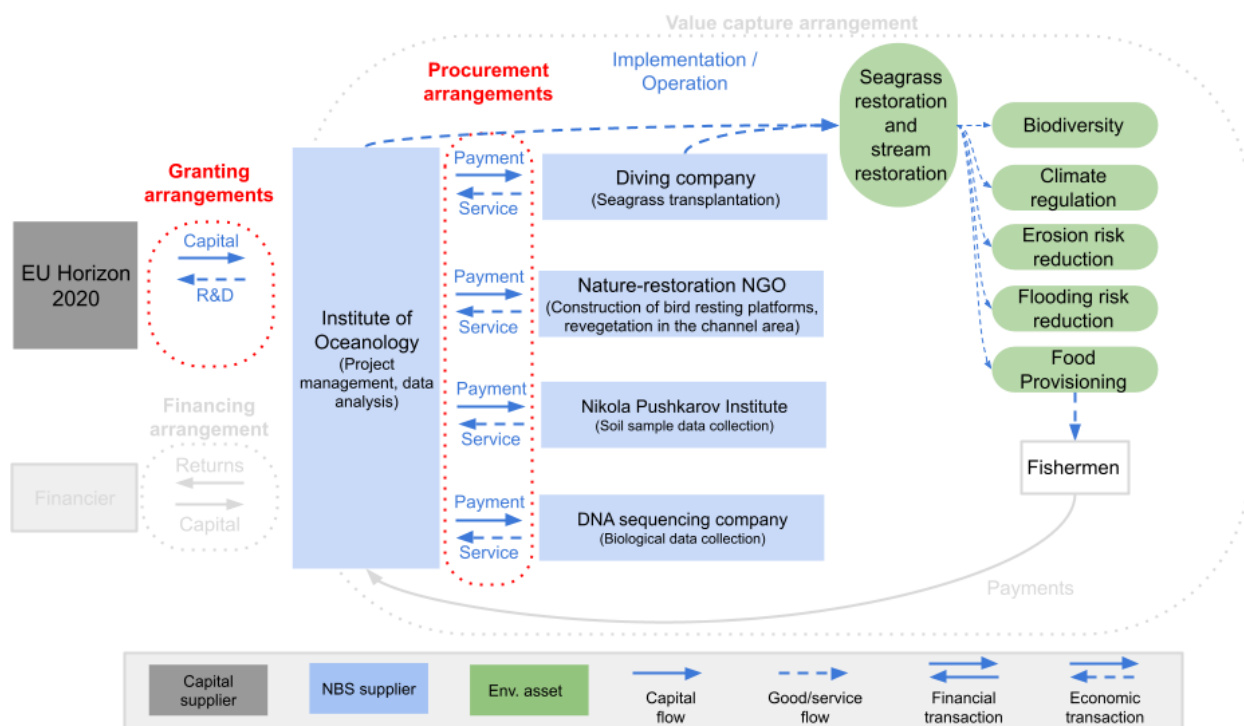 Value capture arrangement
Implementation /
Operation
Procurement
arrangements
Seagrass
restoration
and
stream
restoration
Biodiversity
Climate
regulation
Erosion risk
reduction
Flooding risk
reduction
Food
Provisioning
Fishermen
Payments
Granting
arrangements
Capital
R&D
EU Horizon
2020
Financing
arrangement
Returns
Capital
Financier
Institute of
Oceanology
(Project
management, data
analysis)
Payment
Service
Diving company
(Seagrass transplantation)
Payment
Service
Nature-restoration NGO
(Construction of bird resting platforms,
revegetation in the channel area)
Payment
Service
Nikola Pushkarov Institute
(Soil sample data collection)
Payment
Service
DNA sequencing company
(Biological data collection)
Capital
supplier
NBS supplier
Env. asset
Capital
flow
Good/service
flow
Financial
transaction
Economic
transaction